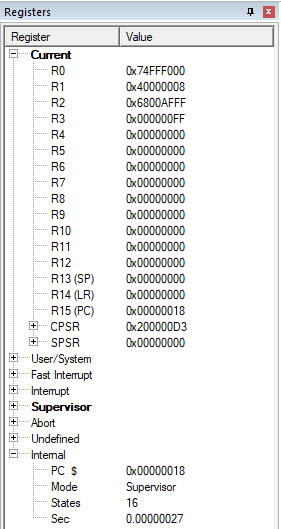 Registers
Register Value
Current
R0 0x74FFF000
R1 0x40000008
R2 0x6800AFFF
R3 0x000000FF
R4 0x00000000
R5 0x00000000
R6 0x00000000
R7 0x00000000
R8 0x00000000
R9 0x00000000
R10 0x00000000
R11 0x00000000
R12 0x00000000
R13 (SP) 0x00000000
R14 (LR) 0x00000000
R15 (PC) 0x00000018
CPSR 0x200000D3
SPSR 0x00000000
User/System
Fast Interrupt
Interrupt
Supervisor
Abort
Undefined
Internal
PC $ 0x00000018
Mode Supervisor
States 16
Sec 0.00000027